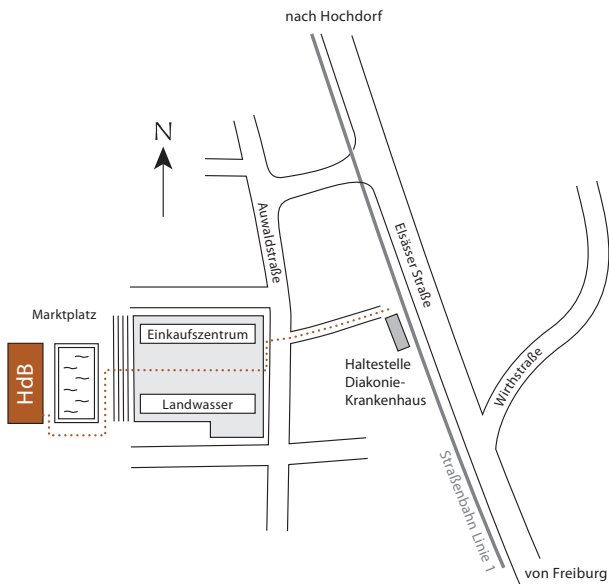 nach Hochdorf
N
Auwaldstraße
Elsässer Straße
Marktplatz
Einkaufszentrum
HdB
Haltestelle
Diakonie-
Krankenhaus
Wirthstraße
Landwasser
Straßenbahn Linie 1
von Freiburg